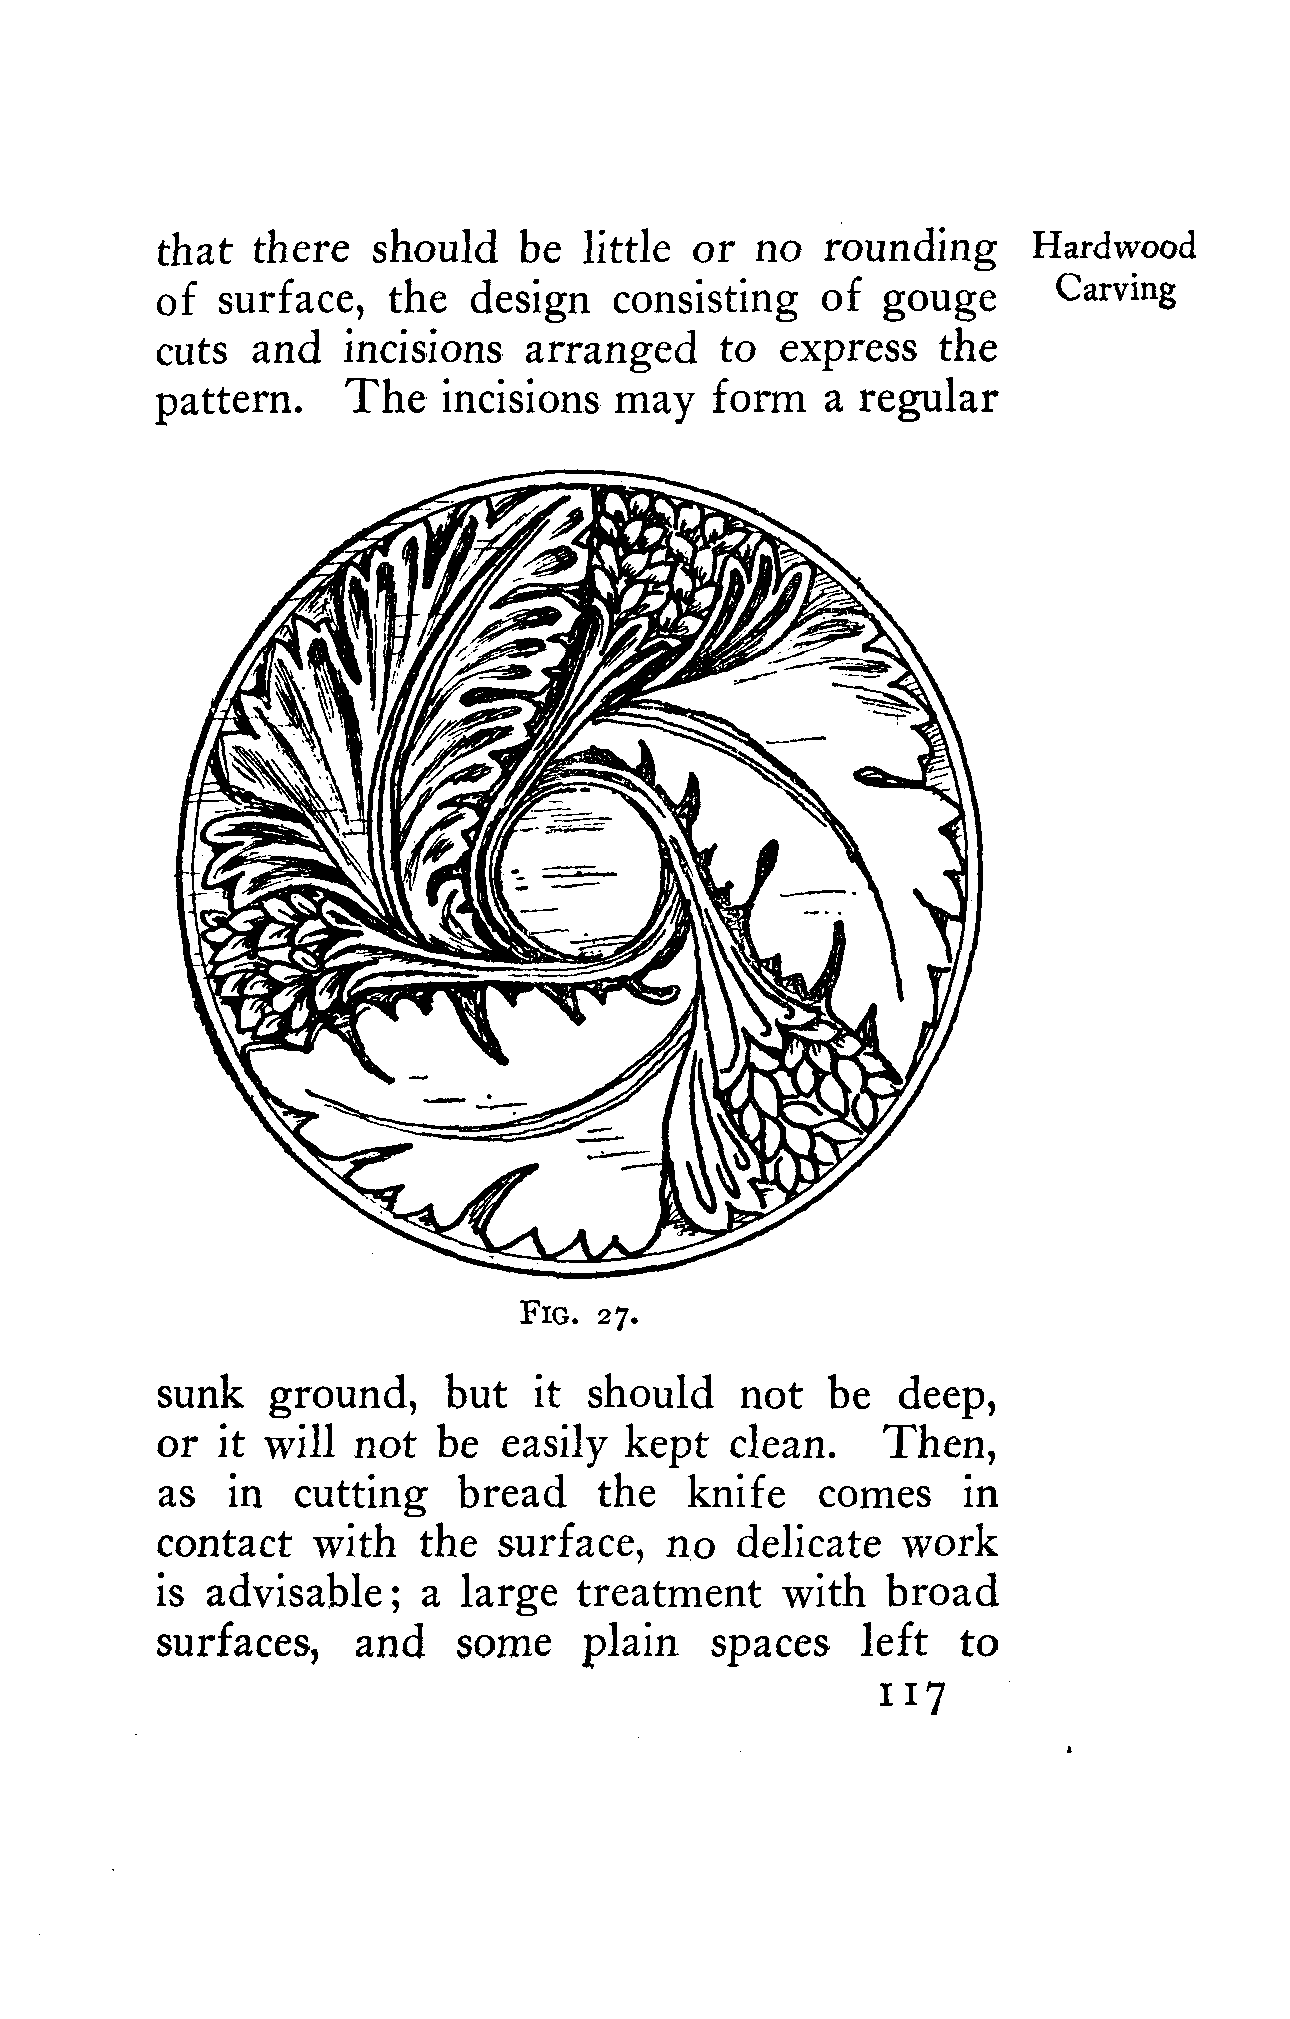 that there should be little or no rounding
of surface, the design consisting of gouge
cuts and incisions arranged to express the
pattern. The incisions may form a regular
Hardwood
Carving
FIG. 27.
sunk ground, but it should not be deep,
or it will not be easily kept clean. Then,
as in cutting bread the knife comes in
contact with the surface, no delicate work
is advisable; a large treatment with broad
surfaces, and some plain spaces left to
117